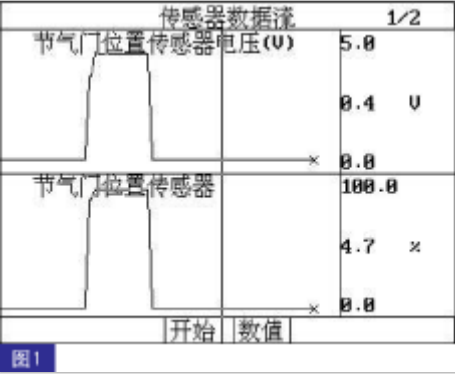 传感器数据流 1/2
节气门位置传感器电压(V) 5.0
0.4 V
0.0
节气门位置传感器 100.0
4.7 %
0.0
开始 数值
图1